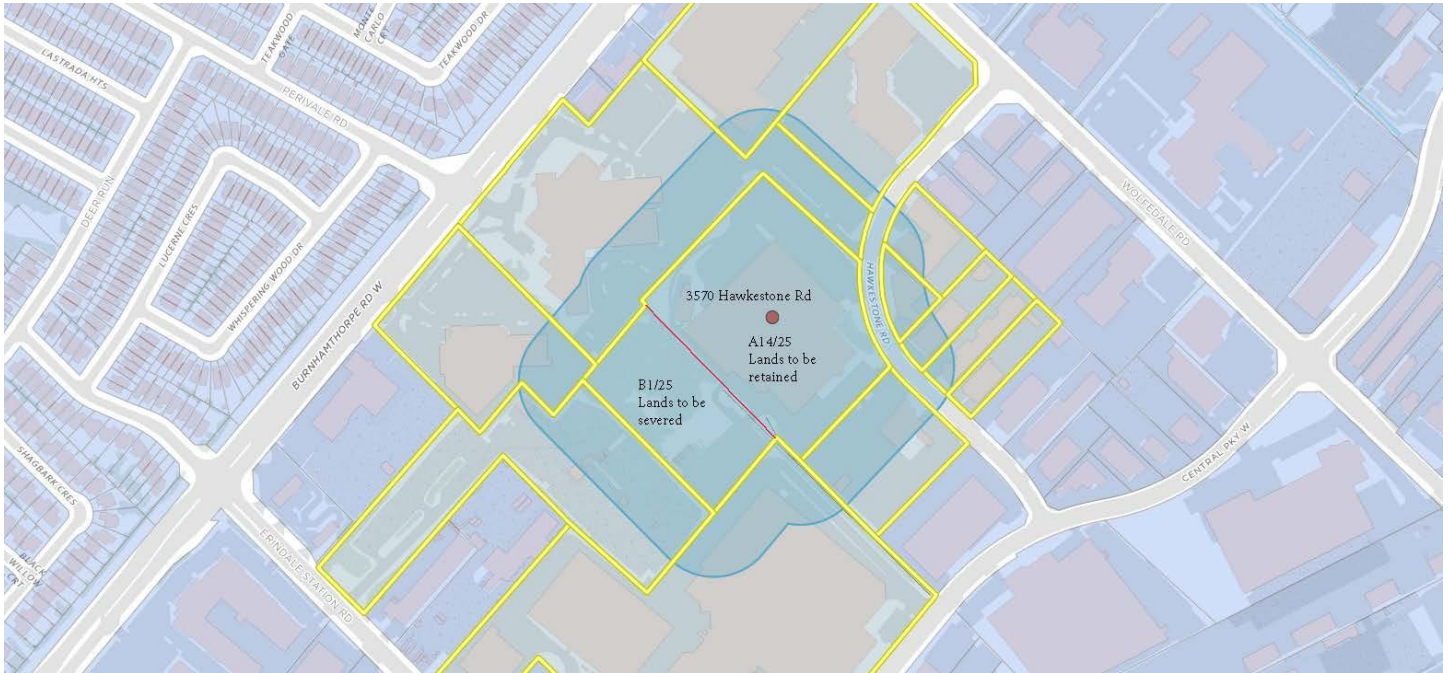 LASTRADA HTS
TEAKWOOD
GATE
MONTE
CARLO
CRT
TEAKWOOD DR
PERIVALE RD
DEER RUN
LUCERNE CRES
WHISPERING WOOD DR
BURNHAMTHORPE RD W
WOLFEDALE RD
HAWKESTONE RD
3570 Hawkestone Rd
A14/25
Lands to be
retained
B1/25
Lands to be
severed
CENTRAL PKY W
SHAGBARK CRES
BLACK
WILLOW
CRT
ERINDALE STATION RD